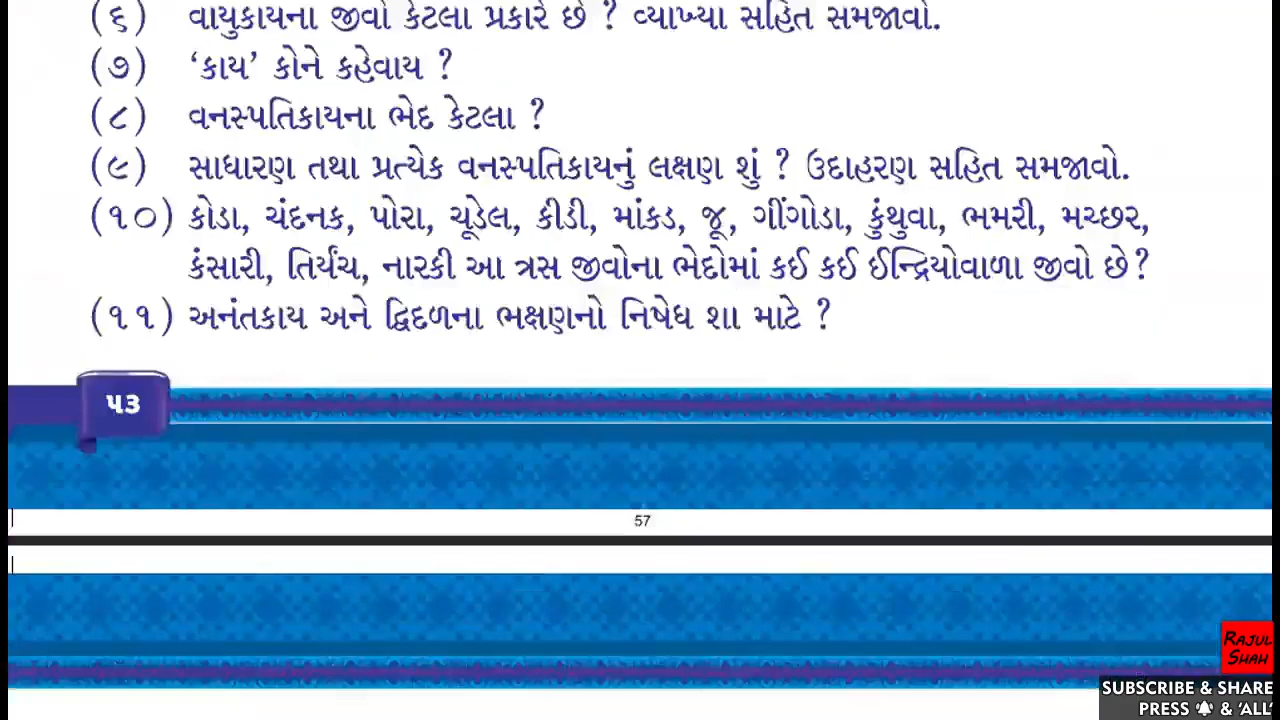 (૬) વાયુકાયના જીવો કેટલા પ્રકારે છે ? વ્યાખ્યા સહિત સમજાવો.
(૭) ‘કાય’ કોને કહેવાય ?
(૮) વનસ્પતિકાયના ભેદ કેટલા ?
(૯) સાધારણ તથા પ્રત્યેક વનસ્પતિકાયનું લક્ષણ શું ? ઉદાહરણ સહિત સમજાવો.
(૧૦) કોડા, ચંદનક, પોરા, ચૂડેલ, કીડી, માંકડ, જૂ, ગીંગોડા, કુંથુવા, ભમરી, મચ્છર,
કંસારી, તિર્યંચ, નારકી આ ત્રસ જીવોના ભેદોમાં કઈ કઈ ઈન્દ્રિયોવાળા જીવો છે?
(૧૧) અનંતકાય અને દ્વિદળના ભક્ષણનો નિષેધ શા માટે ?
૫૩
57
RAJUL
SHAH
SUBSCRIBE & SHARE
PRESS & ‘ALL’